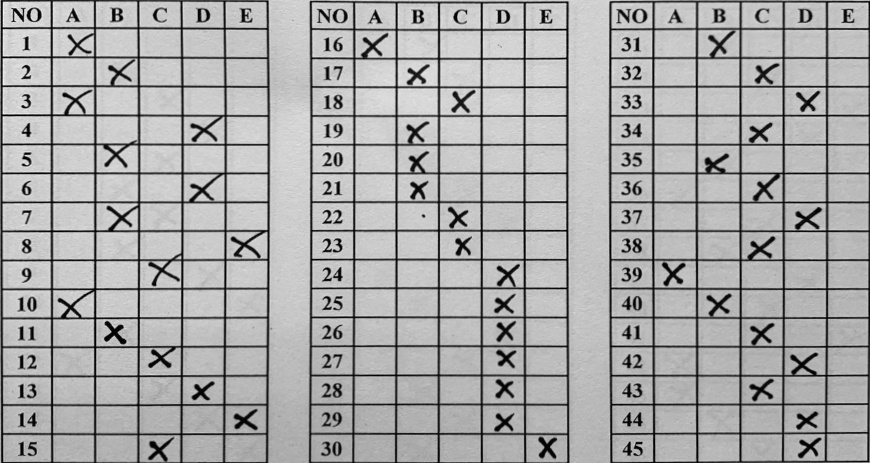 NO A B C D E NO A B C D E NO A B C D E
1 X 16 X 31 X
2 X 17 X 32 X
3 X 18 X 33 X
4 X 19 X 34 X
5 X 20 X 35 X
6 X 21 X 36 X
7 X 22 X 37 X
8 X 23 X 38 X
9 X 24 X 39 X
10 X 25 X 40 X
11 X 26 X 41 X
12 X 27 X 42 X
13 X 28 X 43 X
14 X 29 X 44 X
15 X 30 X 45 X